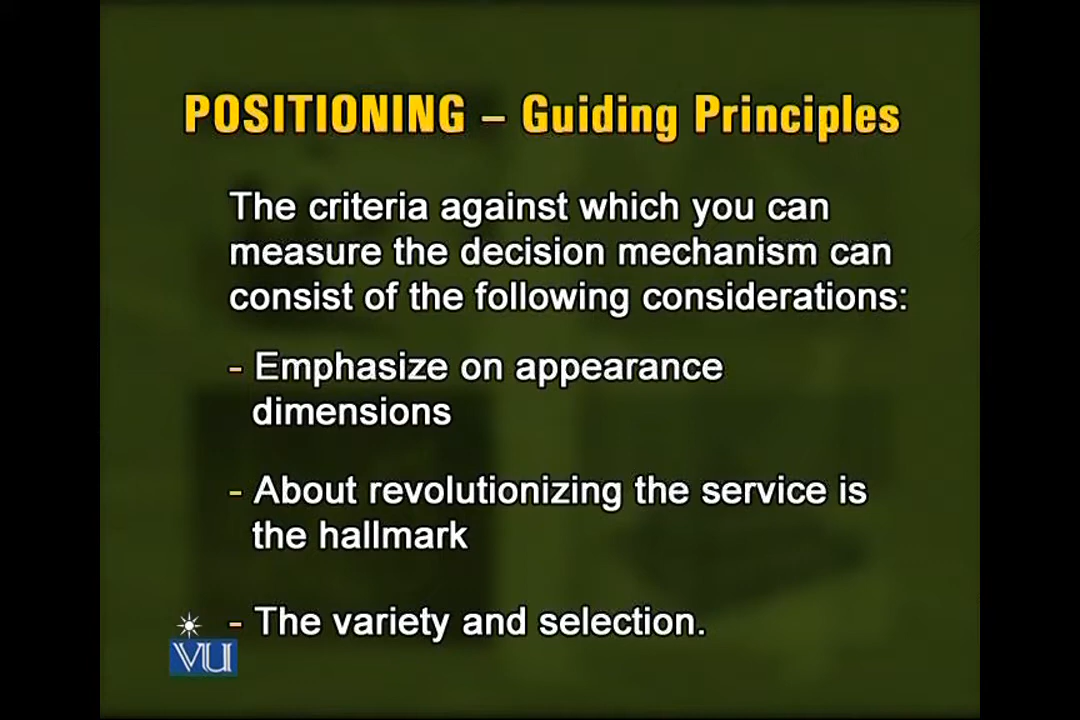 POSITIONING – Guiding Principles
The criteria against which you can
measure the decision mechanism can
consist of the following considerations:
- Emphasize on appearance
dimensions
- About revolutionizing the service is
the hallmark
- The variety and selection.
VU